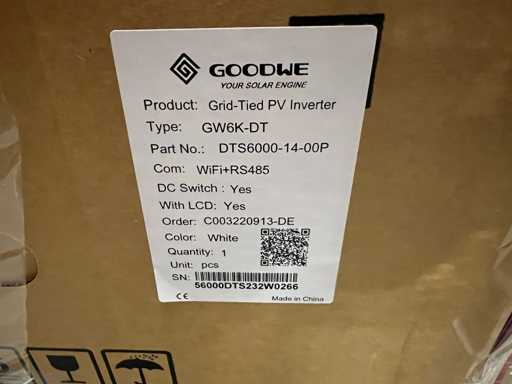 GOODWE
YOUR SOLAR ENGINE
Product: Grid-Tied PV Inverter
Type: GW6K-DT
Part No.: DTS6000-14-00P
Com: WiFi+RS485
DC Switch : Yes
With LCD: Yes
Order: C003220913-DE
Color: White
Quantity: 1
Unit: pcs
SN:
56000DTS232W0266
CE Made in China